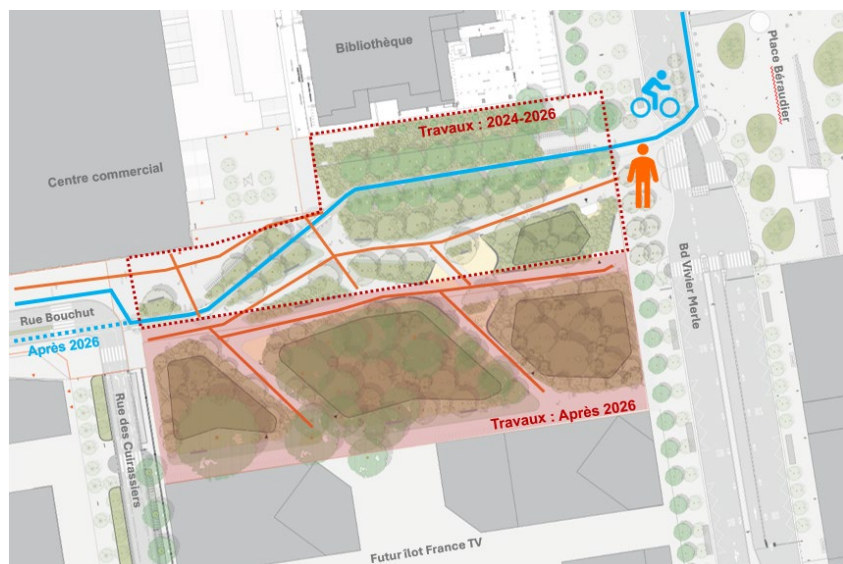 Bibliothèque
Place Béraudier
Travaux : 2024-2026
Centre commercial
Bd Vivier Merle
Rue Bouchut
Après 2026
Rue des Cuirassiers
Travaux : Après 2026
Futur îlot France TV